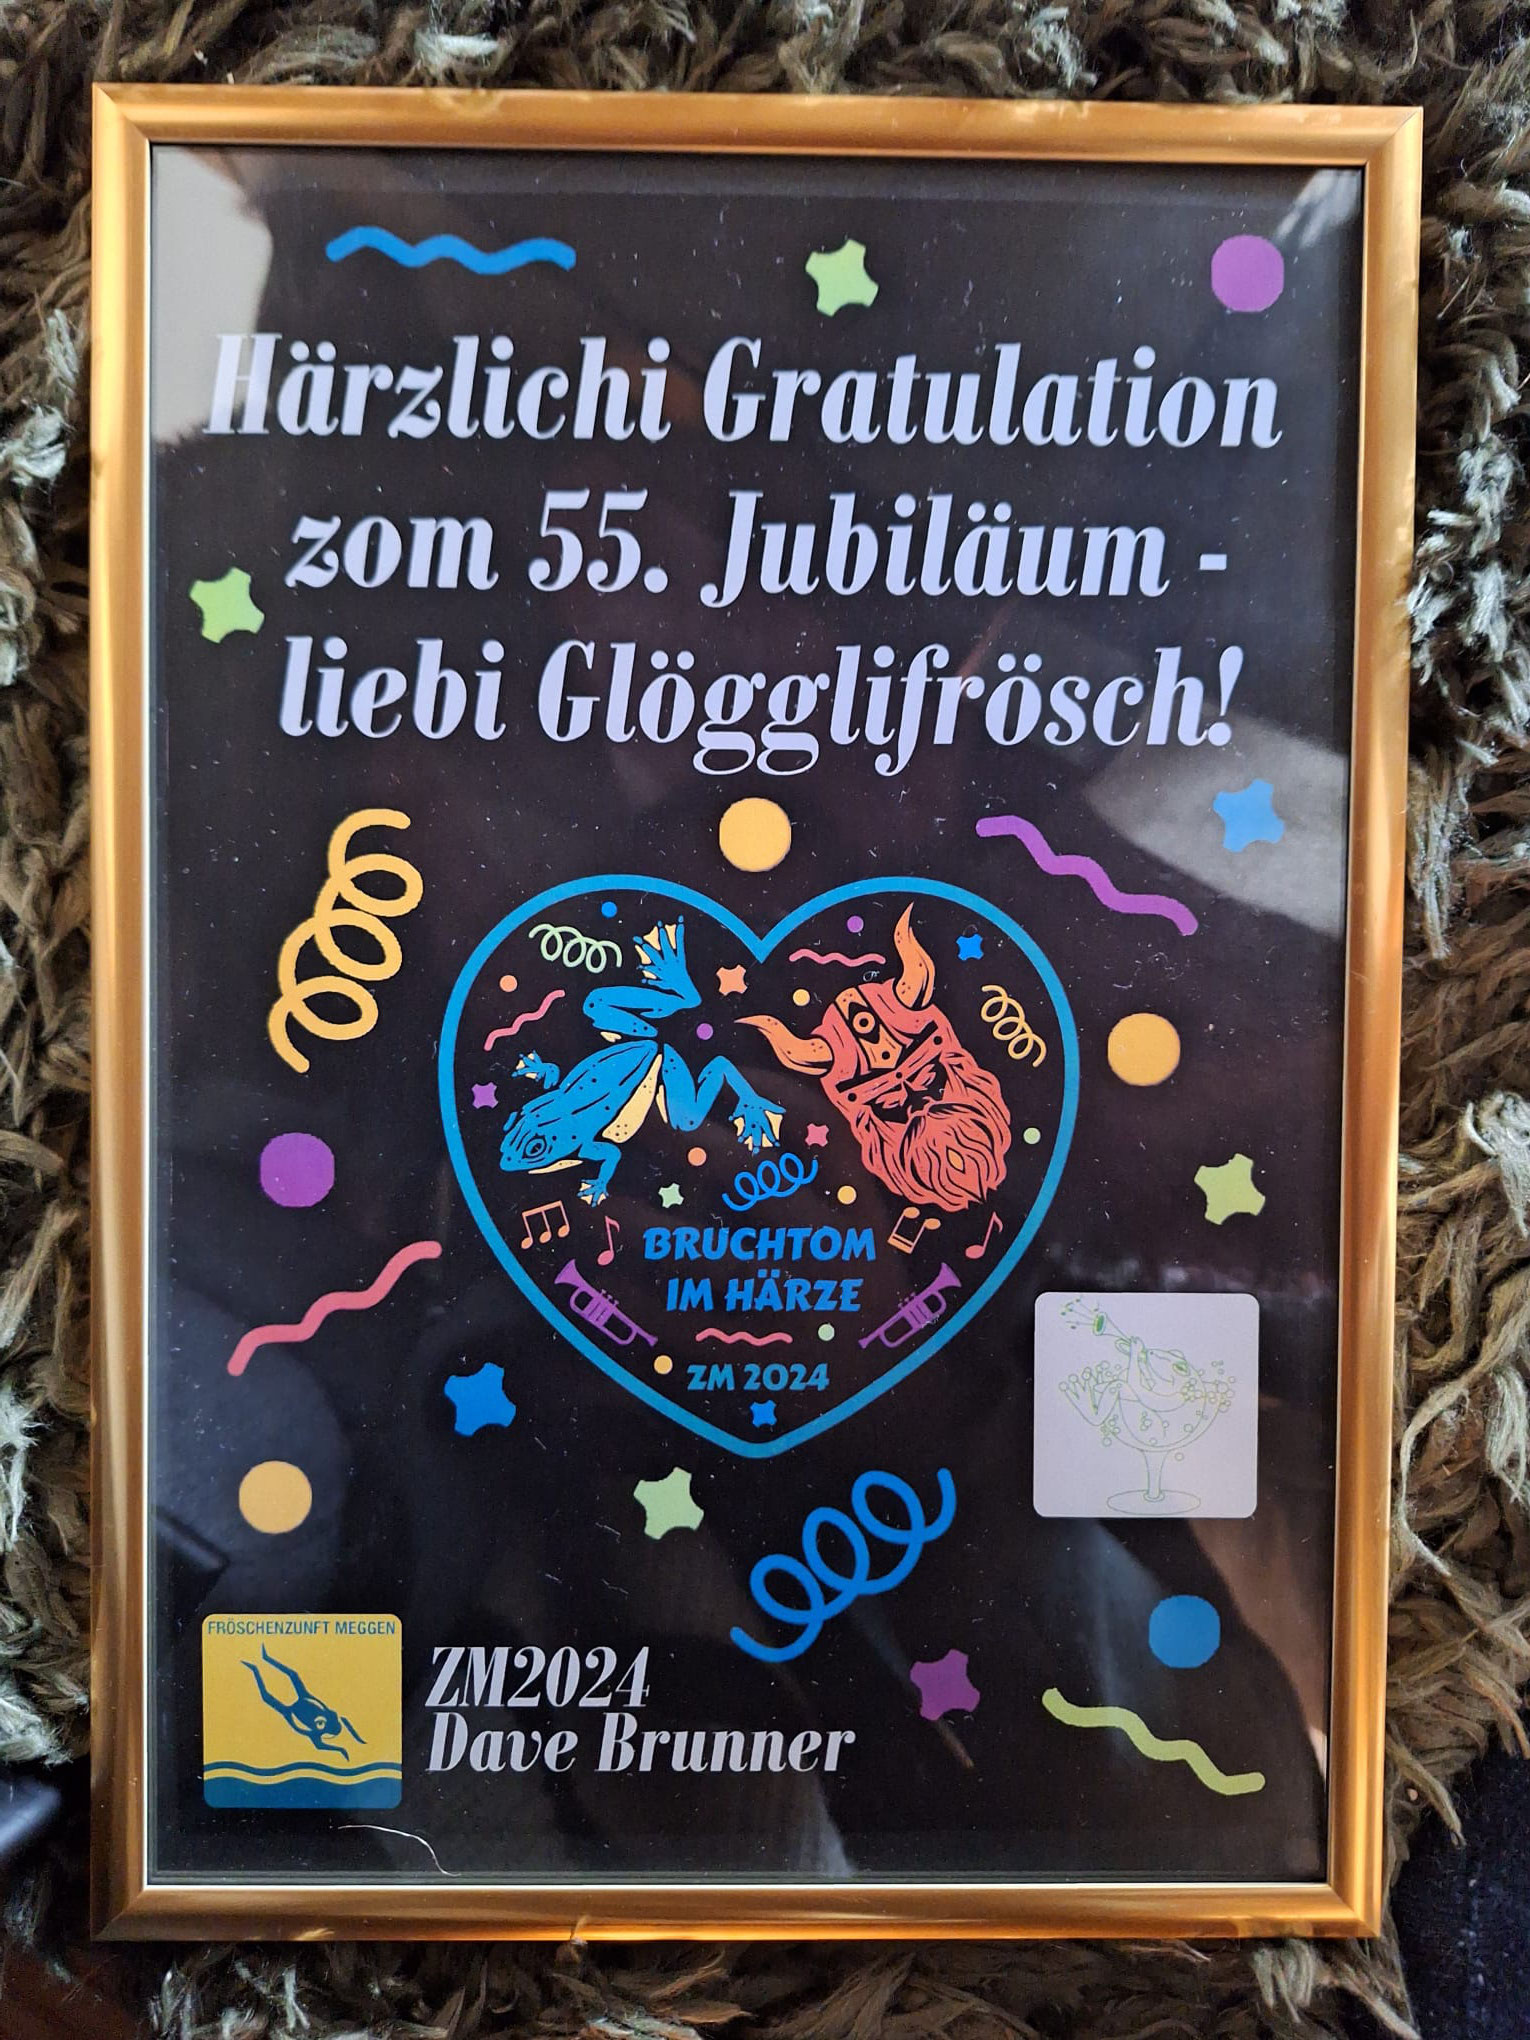 Härzlichi Gratulation
zom 55. Jubiläum -
liebi Glögglifrösch!
BRUCHTOM
IM HÄRZE
ZM 2024
FRÖSCHENZUNFT MEGGEN
ZM2024
Dave Brunner